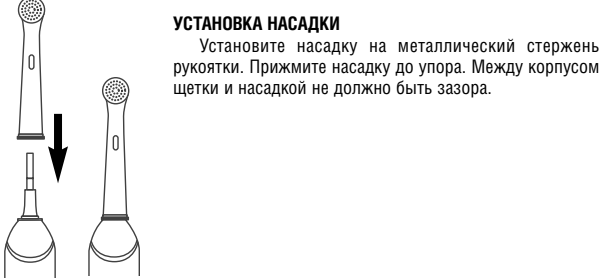 УСТАНОВКА НАСАДКИ
Установите насадку на металлический стержень
рукоятки. Прижмите насадку до упора. Между корпусом
щетки и насадкой не должно быть зазора.